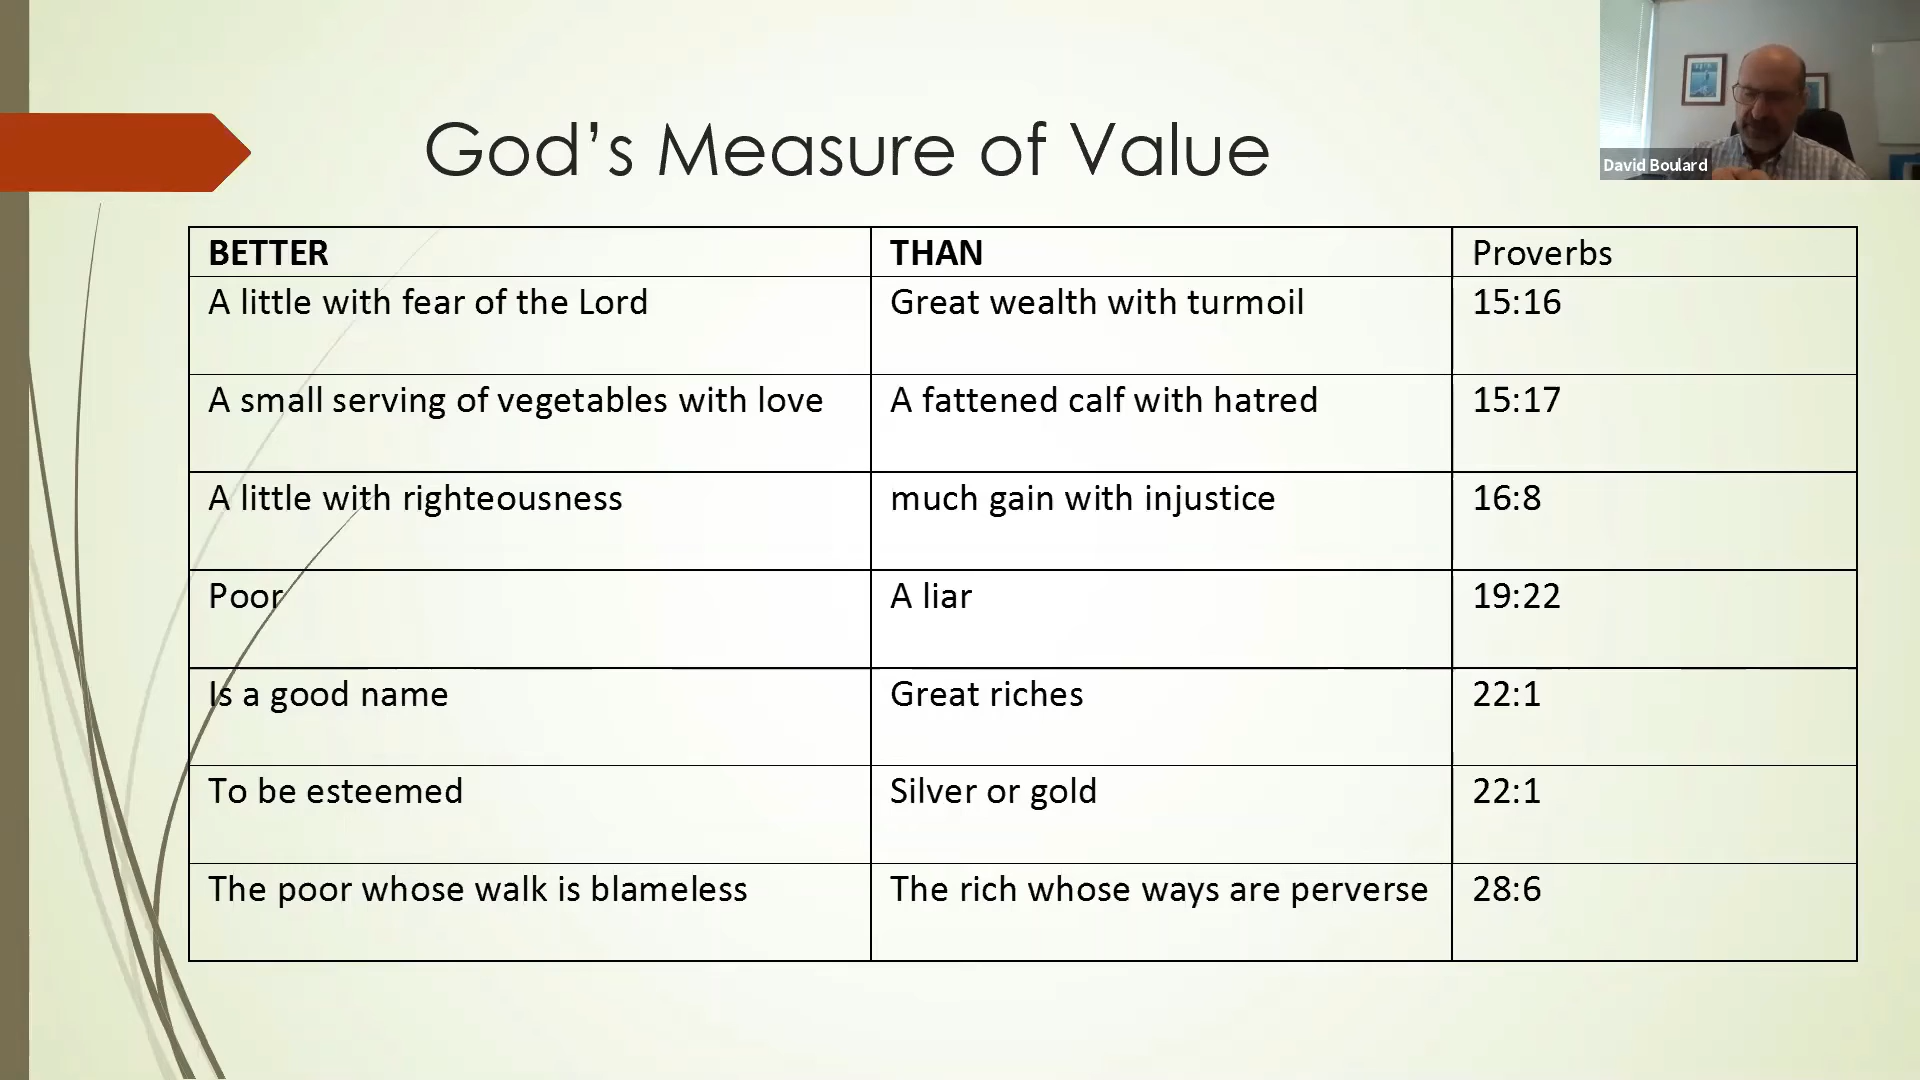 God's Measure of Value
David Boulard
BETTER THAN Proverbs
A little with fear of the Lord Great wealth with turmoil 15:16
A small serving of vegetables with love A fattened calf with hatred 15:17
A little with righteousness much gain with injustice 16:8
Poor A liar 19:22
Is a good name Great riches 22:1
To be esteemed Silver or gold 22:1
The poor whose walk is blameless The rich whose ways are perverse 28:6